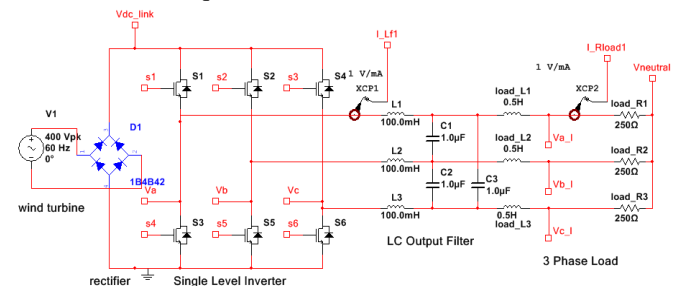 Vdc_link
I_Lf1
I_Rload1
s1
S1
s2
S2
s3
S4
1 V/mA
XCP1
1 V/mA
XCP2
Vneutral
V1
400 Vpk
60 Hz
0°
D1
1B4B42
L1
100.0mH
C1
1.0µF
load_L1
0.5H
Va_l
load_R1
250Ω
L2
100.0mH
C2
1.0µF
C3
1.0µF
load_L2
0.5H
Vb_l
load_R2
250Ω
L3
100.0mH
0.5H
load_L3
Vc_l
load_R3
250Ω
Va
Vb
Vc
s4
S3
s5
S5
s6
S6
wind turbine
rectifier
Single Level Inverter
LC Output Filter
3 Phase Load